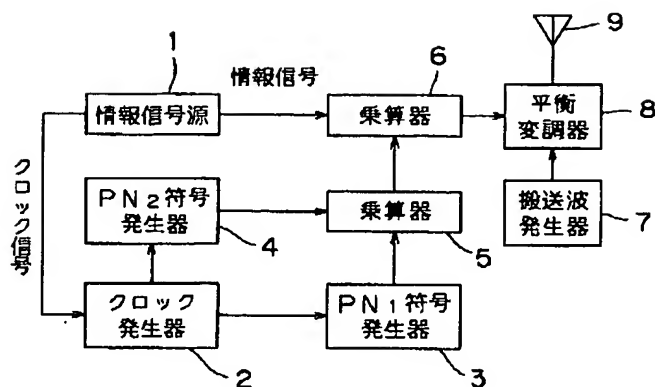 1
情報信号
6
9
情報信号源
乗算器
平衡
変調器
8
クロック信号
PN2符号
発生器
4
乗算器
5
搬送波
発生器
7
クロック
発生器
2
PN1符号
発生器
3